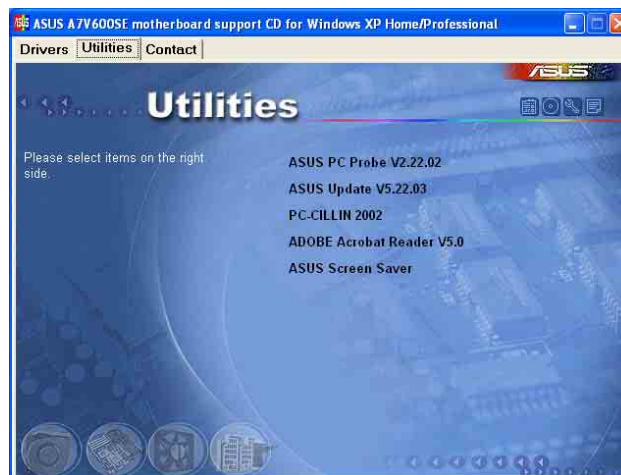 ASUS A7V600SE motherboard support CD for Windows XP Home/Professional
Drivers Utilities Contact
ASUS
Utilities
Please select items on the right
side.
ASUS PC Probe V2.22.02
ASUS Update V5.22.03
PC-CILLIN 2002
ADOBE Acrobat Reader V5.0
ASUS Screen Saver